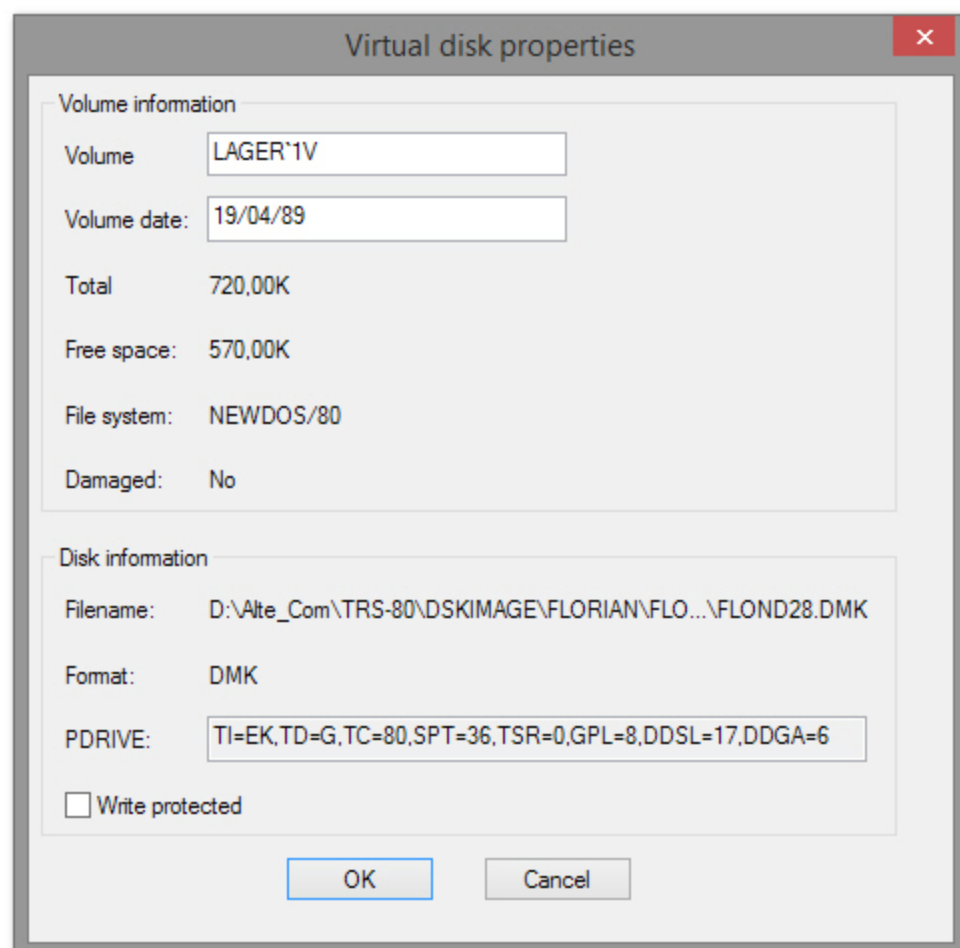 Virtual disk properties
Volume information
Volume LAGER`1V
Volume date: 19/04/89
Total 720,00K
Free space: 570,00K
File system: NEWDOS/80
Damaged: No
Disk information
Filename: D:\Alte_Com\TRS-80\DSKIMAGE\FLORIAN\FLO...\FLOND28.DMK
Format: DMK
PDRIVE: TI=EK,TD=G,TC=80,SPT=36,TSR=0,GPL=8,DDSL=17,DDGA=6
Write protected
OK Cancel